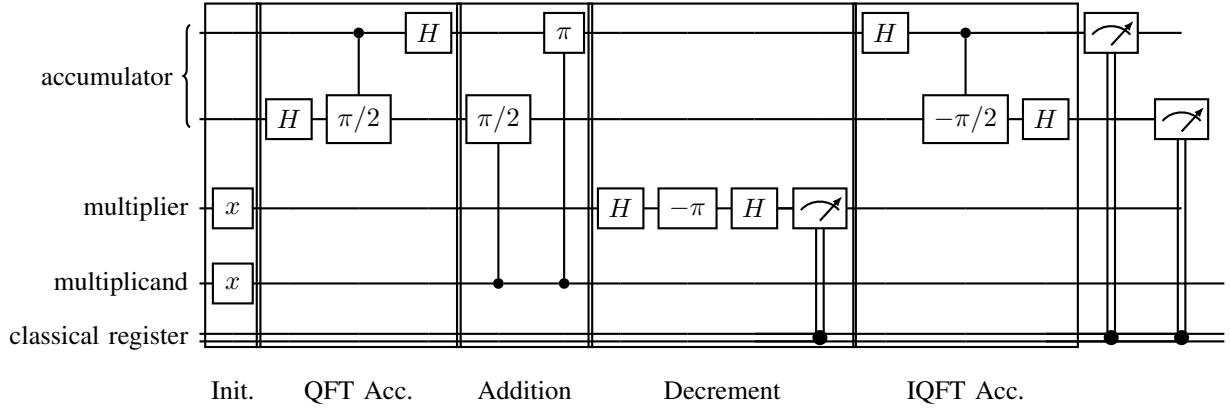 H π H
accumulator
H π/2 π/2 −π/2 H
multiplier x H −π H
multiplicand x
classical register
Init. QFT Acc. Addition Decrement IQFT Acc.